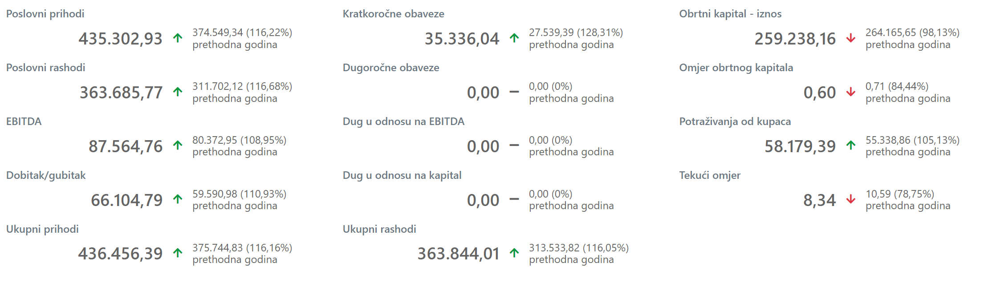 Poslovni prihodi
435.302,93 ↑ 374.549,34 (116,22%)
prethodna godina
Kratkoročne obaveze
35.336,04 ↑ 27.539,39 (128,31%)
prethodna godina
Obrtni kapital - iznos
259.238,16 ↓ 264.165,65 (98,13%)
prethodna godina
Poslovni rashodi
363.685,77 ↑ 311.702,12 (116,68%)
prethodna godina
Dugoročne obaveze
0,00 – 0,00 (0%)
prethodna godina
Omjer obrtnog kapitala
0,60 ↓ 0,71 (84,44%)
prethodna godina
EBITDA
87.564,76 ↑ 80.372,95 (108,95%)
prethodna godina
Dug u odnosu na EBITDA
0,00 – 0,00 (0%)
prethodna godina
Potraživanja od kupaca
58.179,39 ↑ 55.338,86 (105,13%)
prethodna godina
Dobitak/gubitak
66.104,79 ↑ 59.590,98 (110,93%)
prethodna godina
Dug u odnosu na kapital
0,00 – 0,00 (0%)
prethodna godina
Tekući omjer
8,34 ↓ 10,59 (78,75%)
prethodna godina
Ukupni prihodi
436.456,39 ↑ 375.744,83 (116,16%)
prethodna godina
Ukupni rashodi
363.844,01 ↑ 313.533,82 (116,05%)
prethodna godina